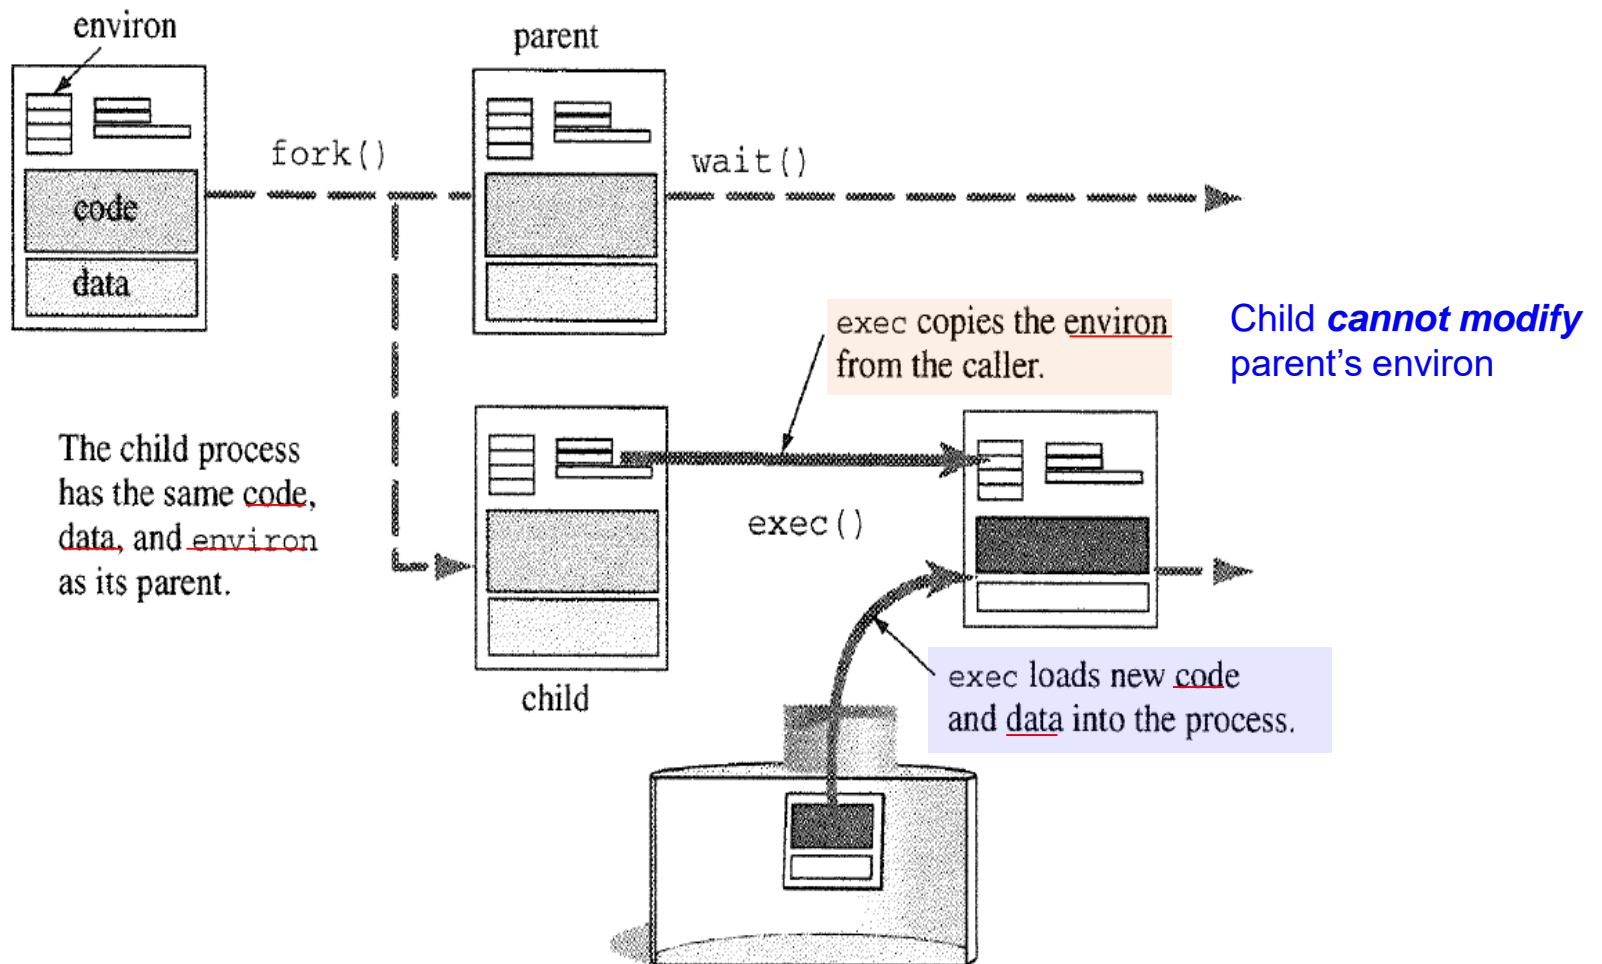 environ
parent
fork()
wait()
code
data
exec copies the environ
from the caller.
Child cannot modify
parent's environ
The child process
has the same code,
data, and environ
as its parent.
exec()
child
exec loads new code
and data into the process.